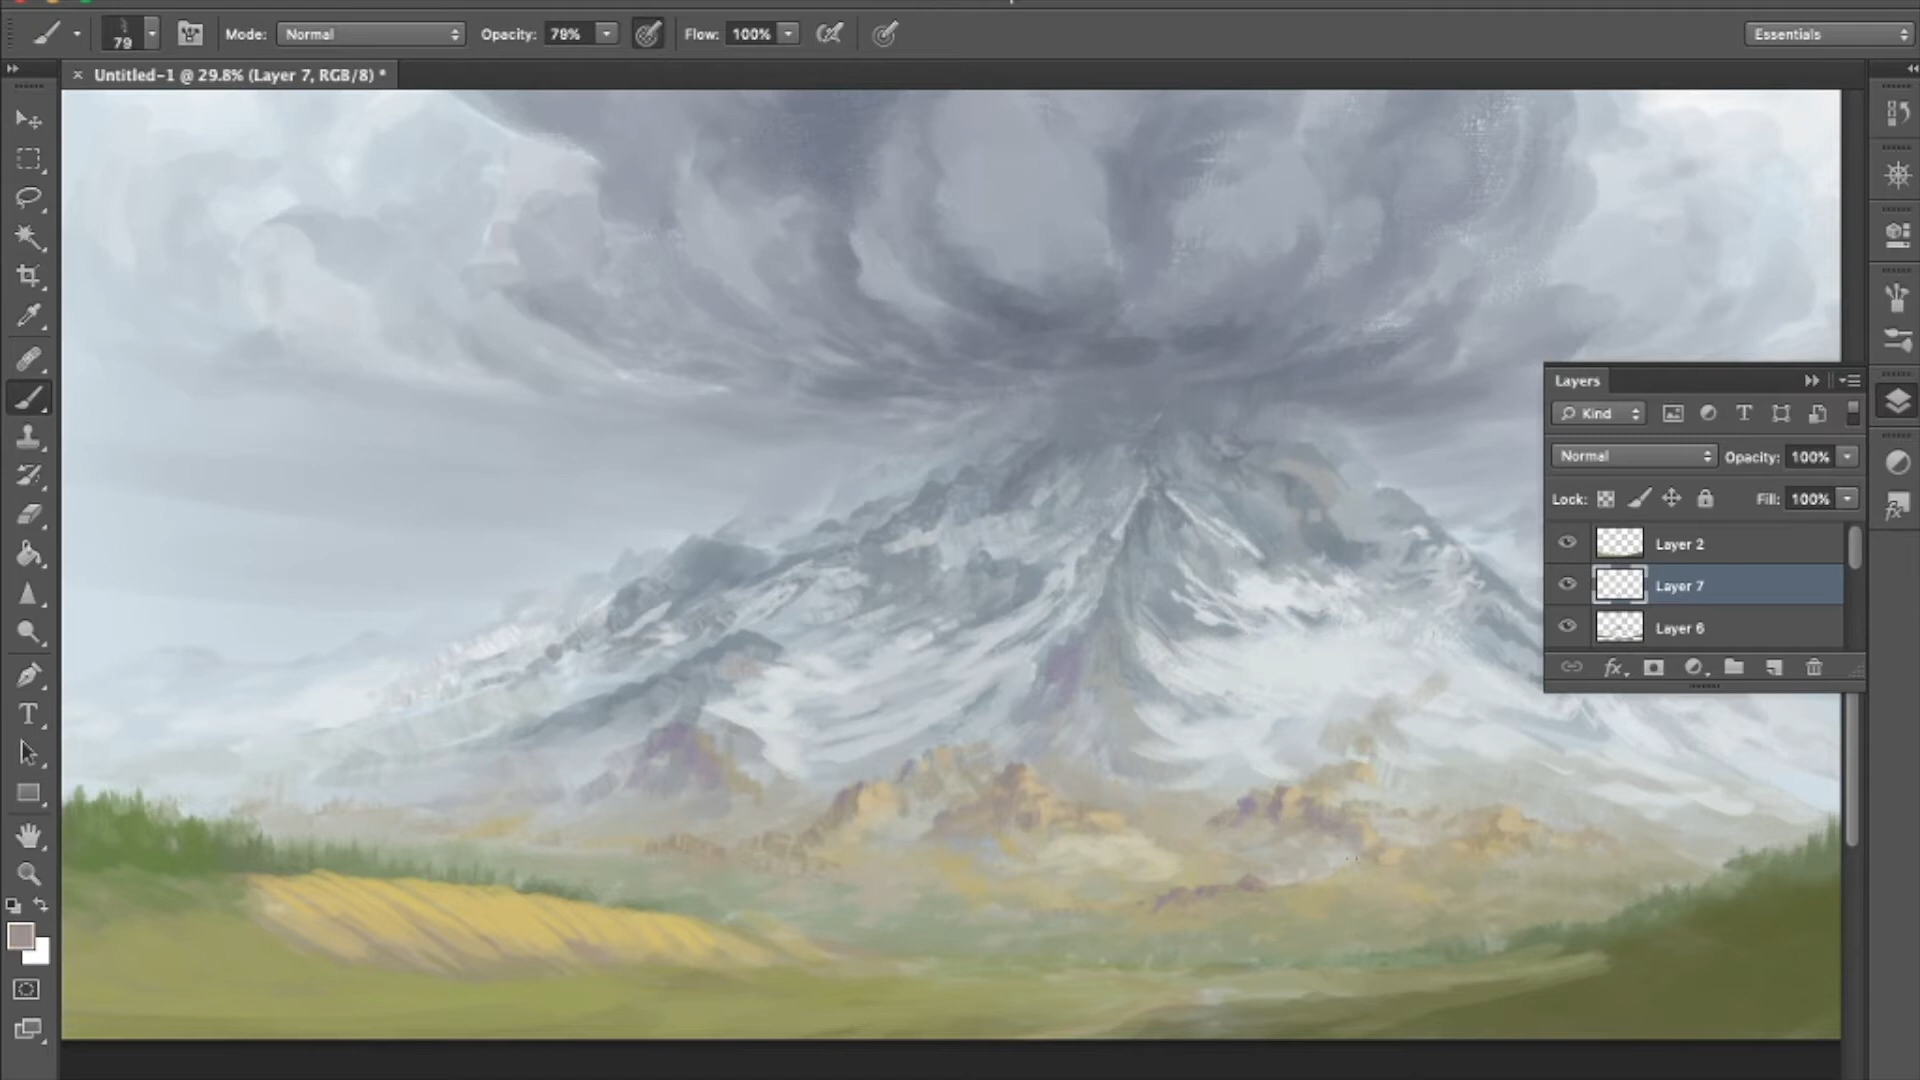 79 Mode: Normal Opacity: 79% Flow: 100% Essentials
Untitled-1 @ 29.8% (Layer 7, RGB/8) *
Layers
Kind
Normal Opacity: 100%
Lock: Fill: 100%
Layer 2
Layer 7
Layer 6